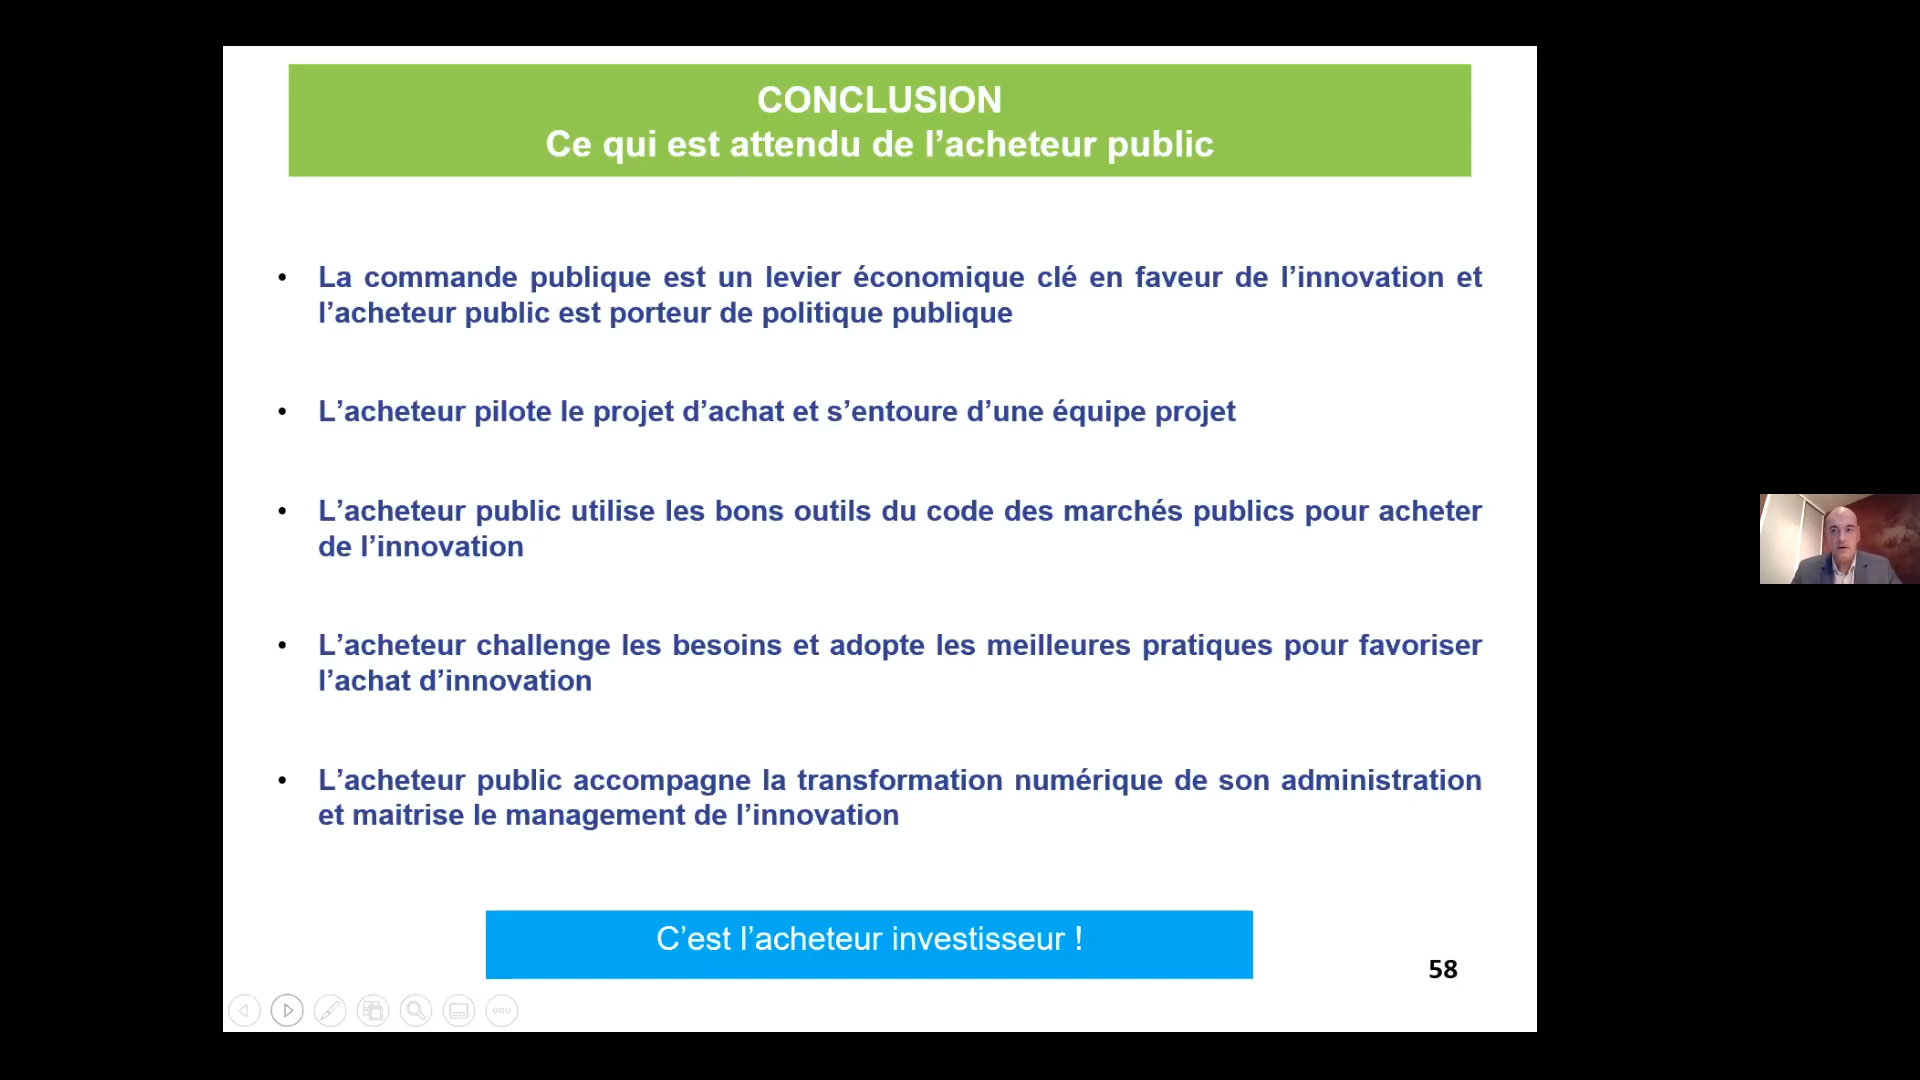 CONCLUSION
Ce qui est attendu de l’acheteur public
• La commande publique est un levier économique clé en faveur de l’innovation et
l’acheteur public est porteur de politique publique
• L’acheteur pilote le projet d’achat et s’entoure d’une équipe projet
• L’acheteur public utilise les bons outils du code des marchés publics pour acheter
de l’innovation
• L’acheteur challenge les besoins et adopte les meilleures pratiques pour favoriser
l’achat d’innovation
• L’acheteur public accompagne la transformation numérique de son administration
et maitrise le management de l’innovation
C’est l’acheteur investisseur !
58